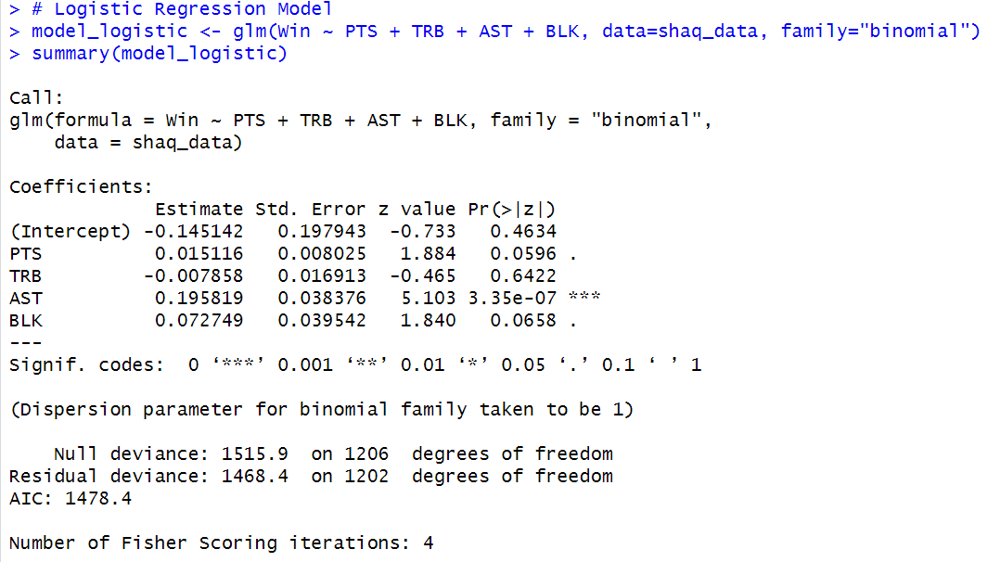 > # Logistic Regression Model
> model_logistic <- glm(Win ~ PTS + TRB + AST + BLK, data=shaq_data, family="binomial")
> summary(model_logistic)
Call:
glm(formula = Win ~ PTS + TRB + AST + BLK, family = "binomial",
    data = shaq_data)
Coefficients:
             Estimate Std. Error z value Pr(>|z|)
(Intercept) -0.145142   0.197943  -0.733   0.4634
PTS          0.015116   0.008025   1.884   0.0596 .
TRB         -0.007858   0.016913  -0.465   0.6422
AST          0.195819   0.038376   5.103 3.35e-07 ***
BLK          0.072749   0.039542   1.840   0.0658 .
---
Signif. codes:  0 ‘***’ 0.001 ‘**’ 0.01 ‘*’ 0.05 ‘.’ 0.1 ‘ ’ 1
(Dispersion parameter for binomial family taken to be 1)
    Null deviance: 1515.9  on 1206  degrees of freedom
Residual deviance: 1468.4  on 1202  degrees of freedom
AIC: 1478.4
Number of Fisher Scoring iterations: 4